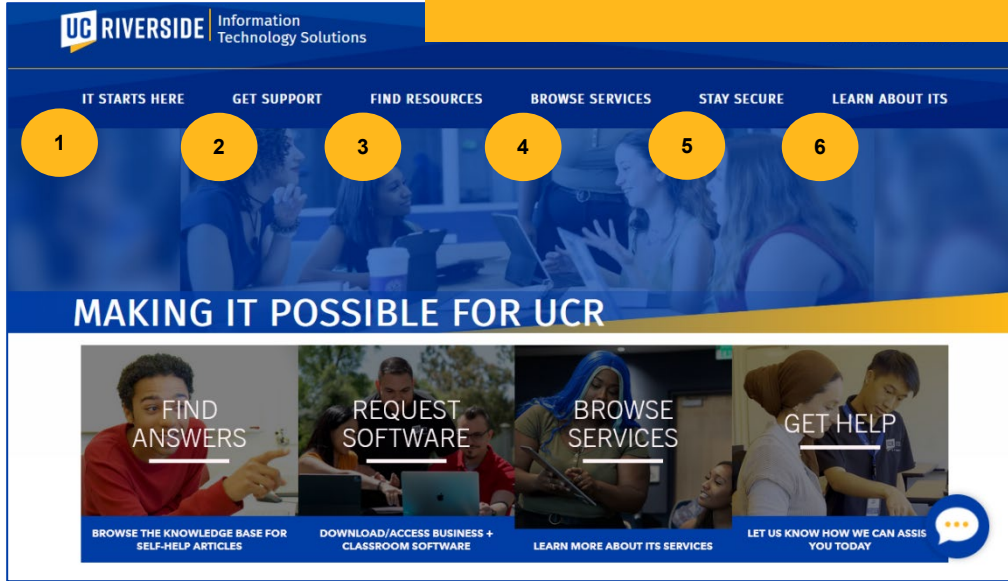 UC RIVERSIDE
Information
Technology Solutions
IT STARTS HERE GET SUPPORT FIND RESOURCES BROWSE SERVICES STAY SECURE LEARN ABOUT ITS
1 2 3 4 5 6
MAKING IT POSSIBLE FOR UCR
FIND
ANSWERS
REQUEST
SOFTWARE
BROWSE
SERVICES
GET HELP
BROWSE THE KNOWLEDGE BASE FOR
SELF-HELP ARTICLES
DOWNLOAD/ACCESS BUSINESS +
CLASSROOM SOFTWARE
LEARN MORE ABOUT ITS SERVICES
LET US KNOW HOW WE CAN ASSIS
YOU TODAY